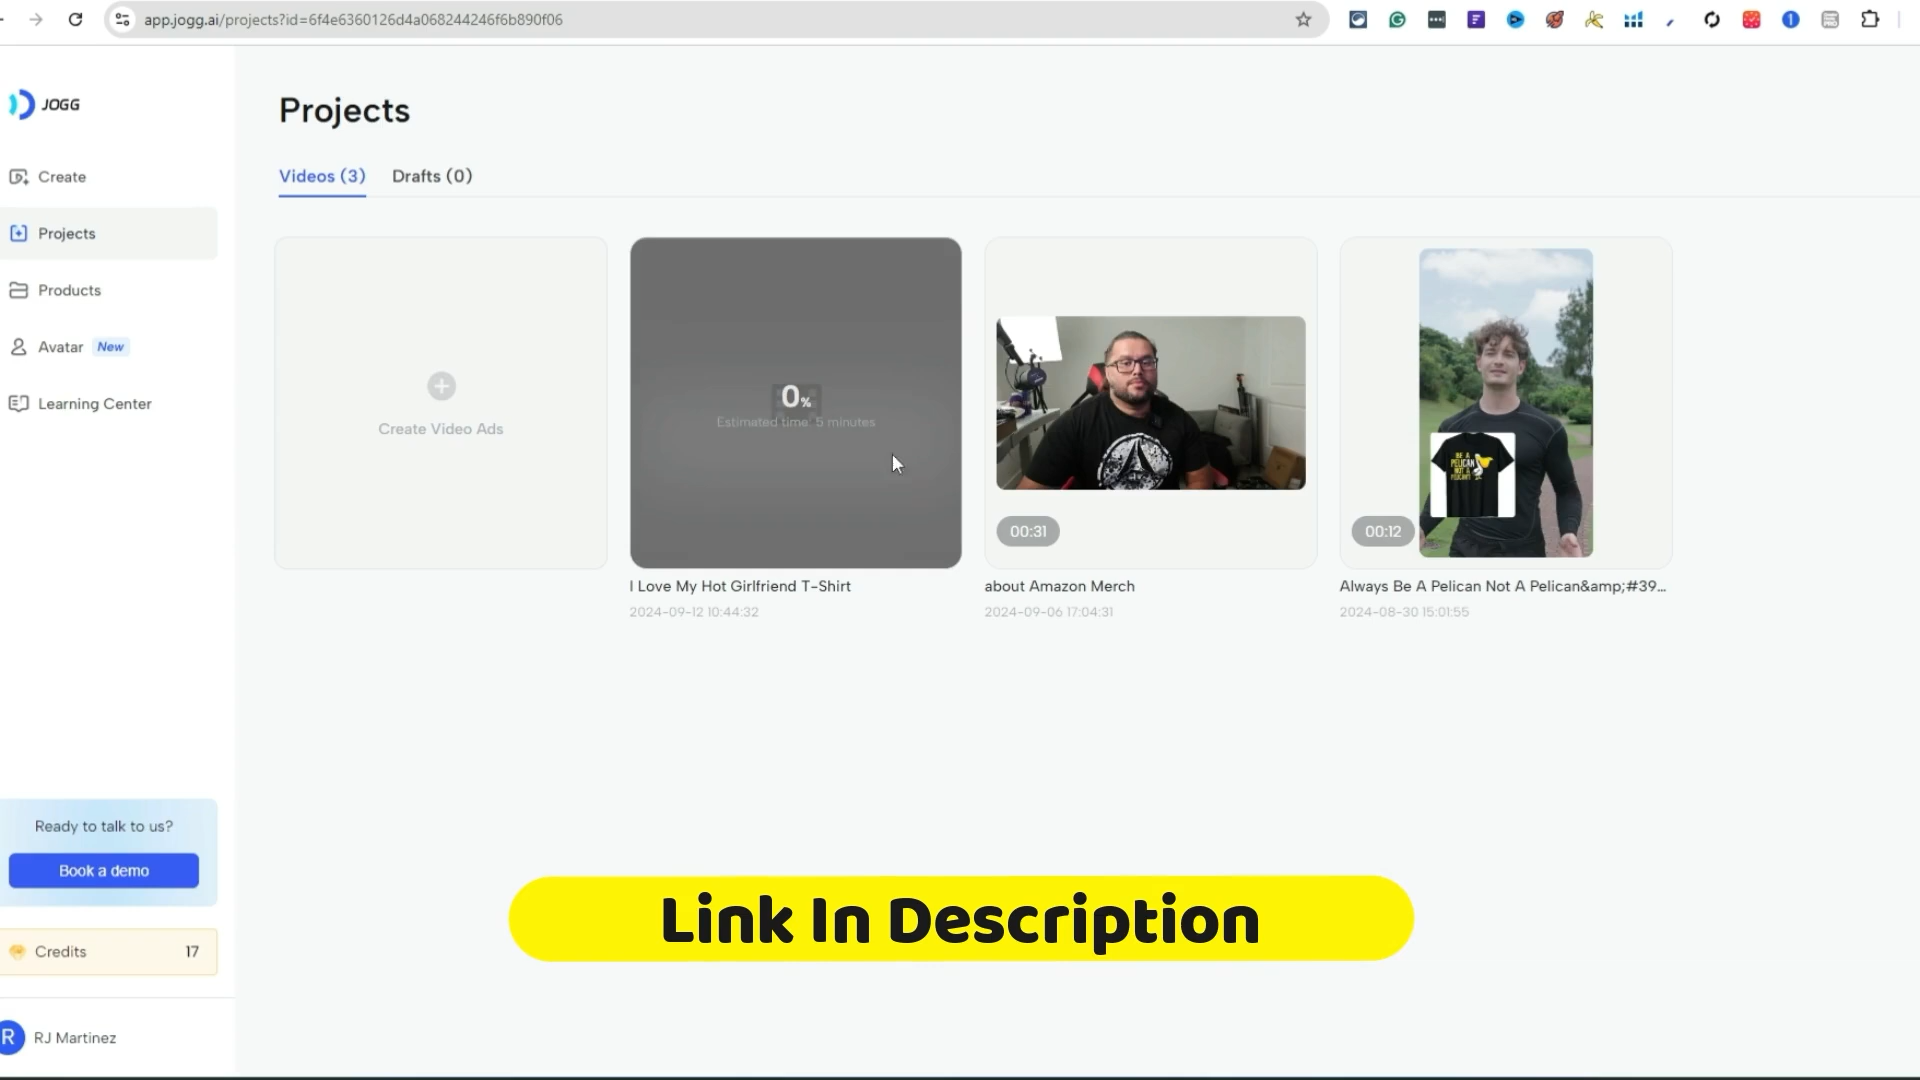 app.jogg.ai/projects?id=6f4e6360126d4a068244246f6b890f06
JOGG
Create
Projects
Products
Avatar New
Learning Center
Ready to talk to us?
Book a demo
Credits 17
R RJ Martinez
Projects
Videos (3) Drafts (0)
Create Video Ads
0%
Estimated time: 5 minutes
I Love My Hot Girlfriend T-Shirt
2024-09-12 10:44:32
00:31
about Amazon Merch
2024-09-06 17:04:31
BE A
PELICAN
NOT A
PELICAN'T
00:12
Always Be A Pelican Not A Pelican&amp;#39...
2024-08-30 15:01:55
Link In Description